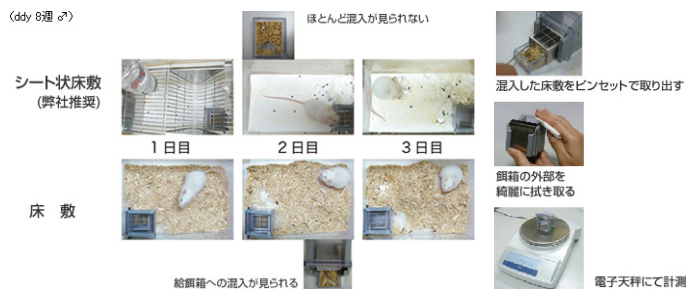 (ddy 8週 ♂)
ほとんど混入が見られない
シート状床敷
(弊社推奨)
1日目
2日目
3日目
床 敷
給餌箱への混入が見られる
混入した床敷をピンセットで取り出す
餌箱の外部を
綺麗に拭き取る
電子天秤にて計測